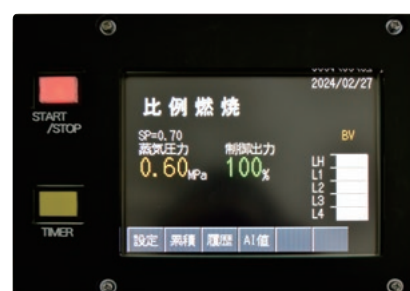 2024/02/27
START
/STOP
比例燃焼
SP=0.70
BV
蒸気圧力 制御出力
0.60MPa 100%
LH
L1
L2
L3
L4
TIMER
設定 累積 履歴 AI値